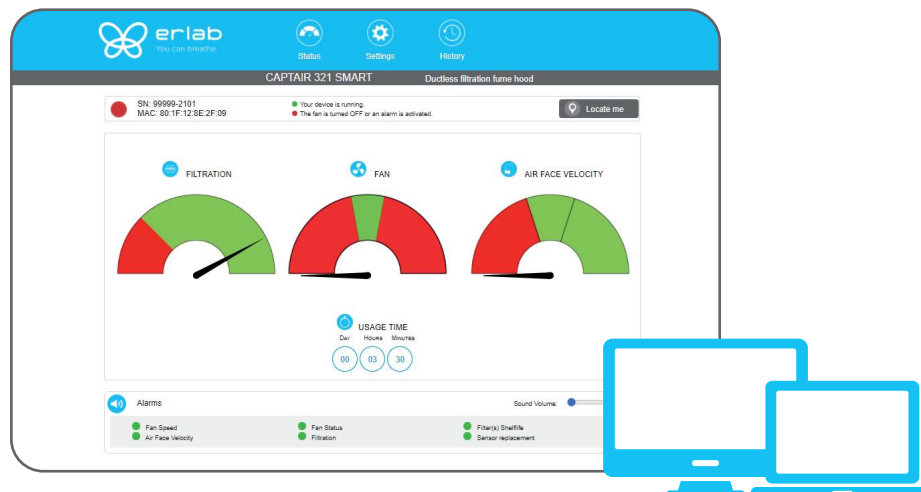 erlab
You can breathe.
Status Settings History
CAPTAIR 321 SMART Ductless filtration fume hood
SN: 99999-2101
MAC: 80:1F:12:8E:2F:09
Your device is running.
The fan is turned OFF or an alarm is activated.
Locate me
FILTRATION FAN AIR FACE VELOCITY
USAGE TIME
DAY HOURS MINUTES
00 03 30
Alarms Sound Volume:
Fan Speed Fan Status Filter(s) Shelflife
Air Face Velocity Filtration Sensor replacement